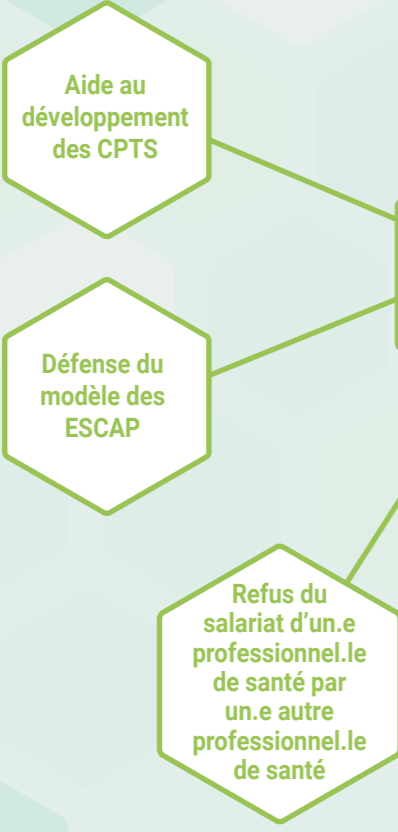 Aide au
développement
des CPTS
Défense du
modèle des
ESCAP
Refus du
salariat d'un.e
professionnel.le
de santé par
un.e autre
professionnel.le
de santé